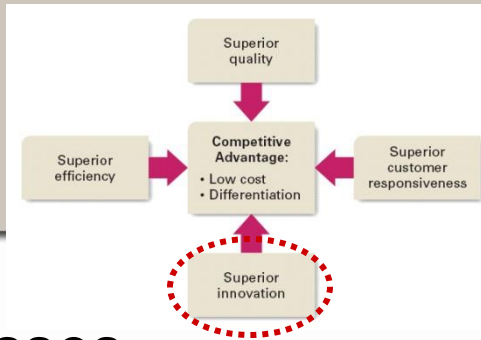 Superior
quality
Superior
efficiency
Competitive
Advantage:
• Low cost
• Differentiation
Superior
customer
responsiveness
Superior
innovation